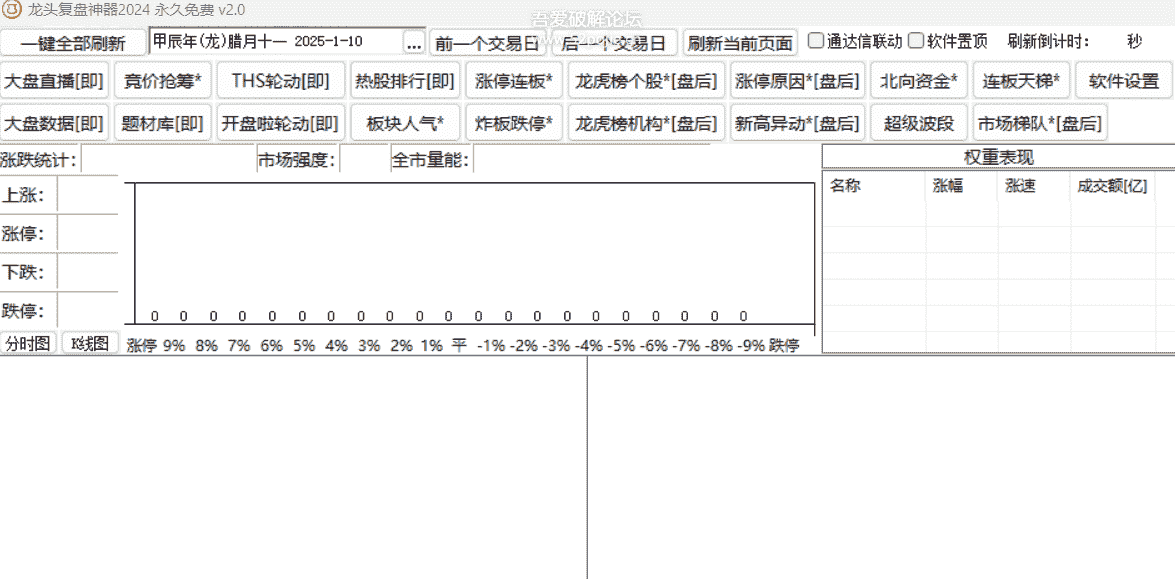 龙头复盘神器2024 永久免费 v2.0
吾爱破解论坛
一键全部刷新 甲辰年(龙)腊月十一 2025-1-10 ... 前一个交易日 后一个交易日 刷新当前页面 通达信联动 软件置顶 刷新倒计时: 秒
大盘直播[即] 竞价抢筹* THS轮动[即] 热股排行[即] 涨停连板* 龙虎榜个股*[盘后] 涨停原因*[盘后] 北向资金* 连板天梯* 软件设置
大盘数据[即] 题材库[即] 开盘啦轮动[即] 板块人气* 炸板跌停* 龙虎榜机构*[盘后] 新高异动*[盘后] 超级波段 市场梯队*[盘后]
涨跌统计: 市场强度: 全市量能: 权重表现
名称 涨幅 涨速 成交额[亿]
上涨:
涨停:
下跌:
跌停:
0 0 0 0 0 0 0 0 0 0 0 0 0 0 0 0 0 0 0 0 0
分时图 K线图 涨停 9% 8% 7% 6% 5% 4% 3% 2% 1% 平 -1% -2% -3% -4% -5% -6% -7% -8% -9% 跌停